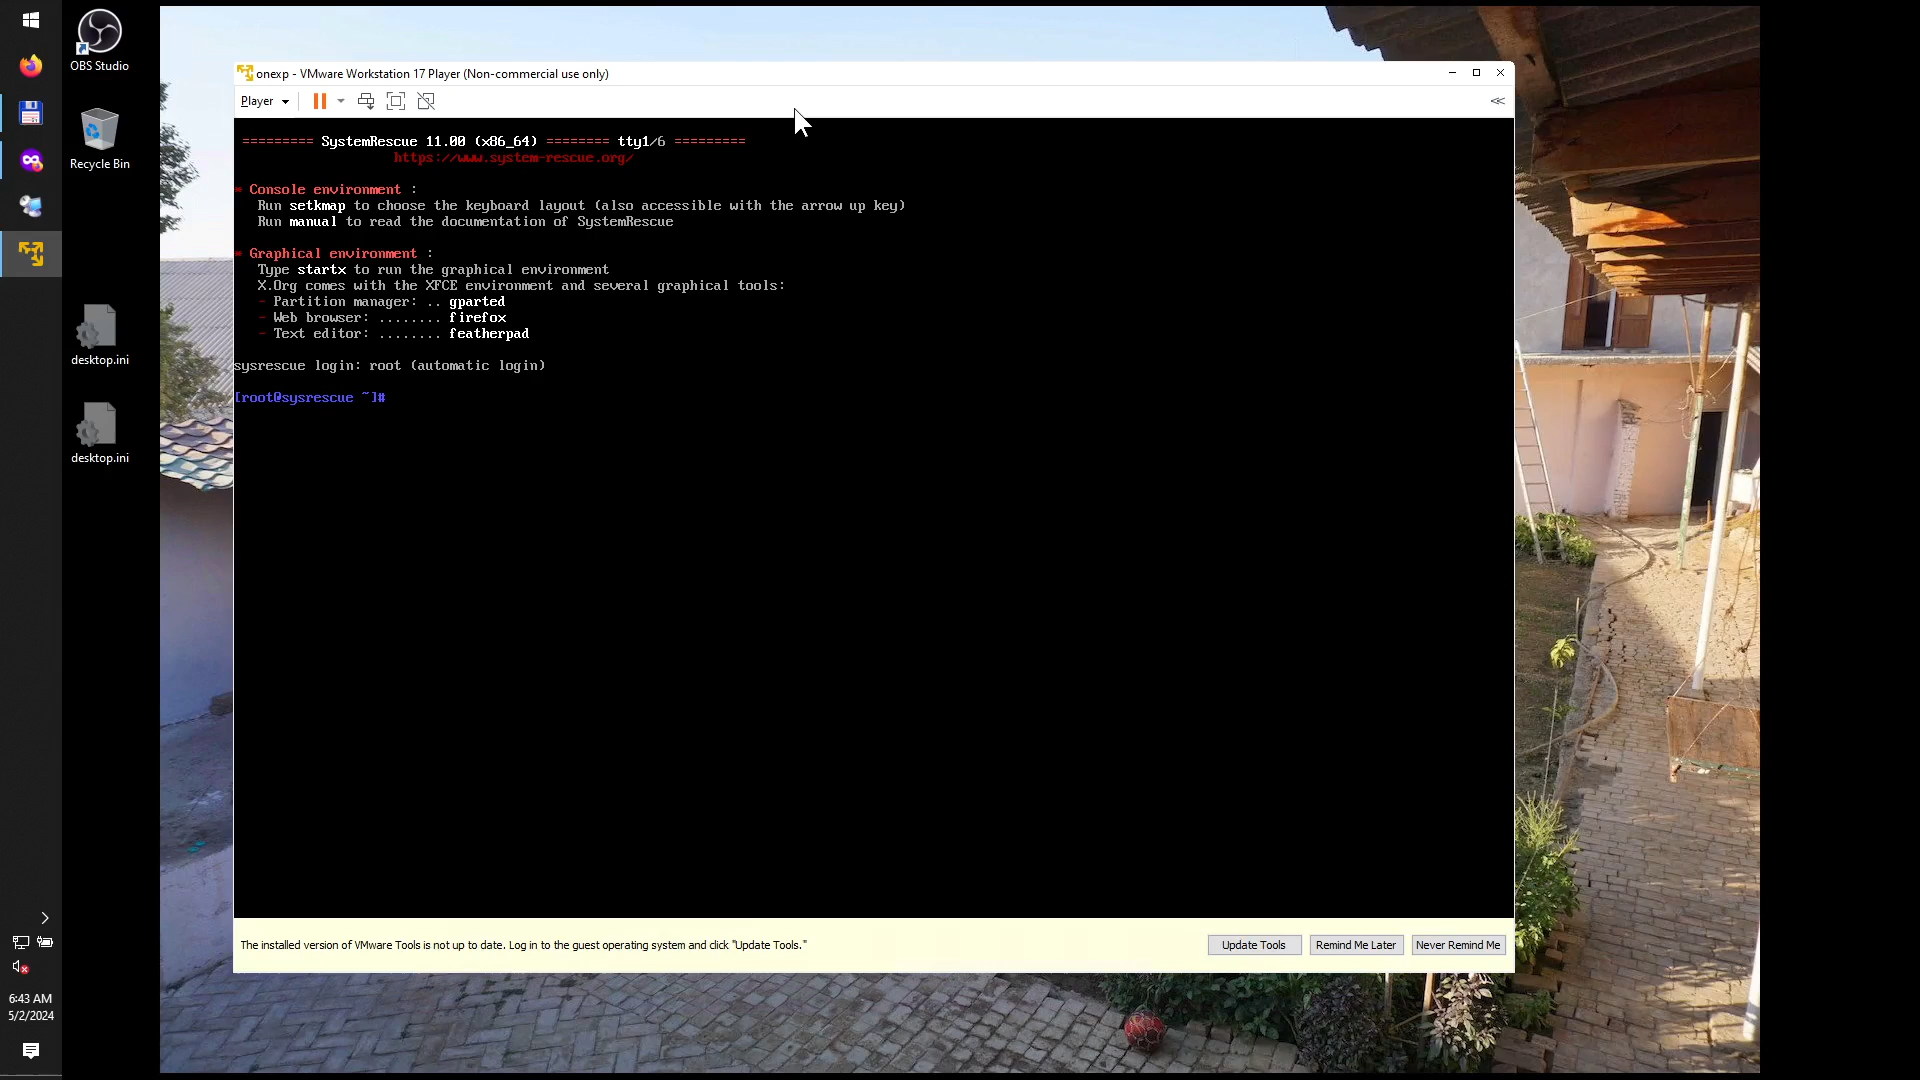 OBS Studio
Recycle Bin
desktop.ini
desktop.ini
6:43 AM
5/2/2024
onexp - VMware Workstation 17 Player (Non-commercial use only)
Player
========= SystemRescue 11.00 (x86_64) ======== tty1/6 =========
https://www.system-rescue.org/
* Console environment :
Run setkmap to choose the keyboard layout (also accessible with the arrow up key)
Run manual to read the documentation of SystemRescue
* Graphical environment :
Type startx to run the graphical environment
X.Org comes with the XFCE environment and several graphical tools:
- Partition manager: .. gparted
- Web browser: ........ firefox
- Text editor: ........ featherpad
sysrescue login: root (automatic login)
[root@sysrescue ~]#
The installed version of VMware Tools is not up to date. Log in to the guest operating system and click "Update Tools."
Update Tools
Remind Me Later
Never Remind Me